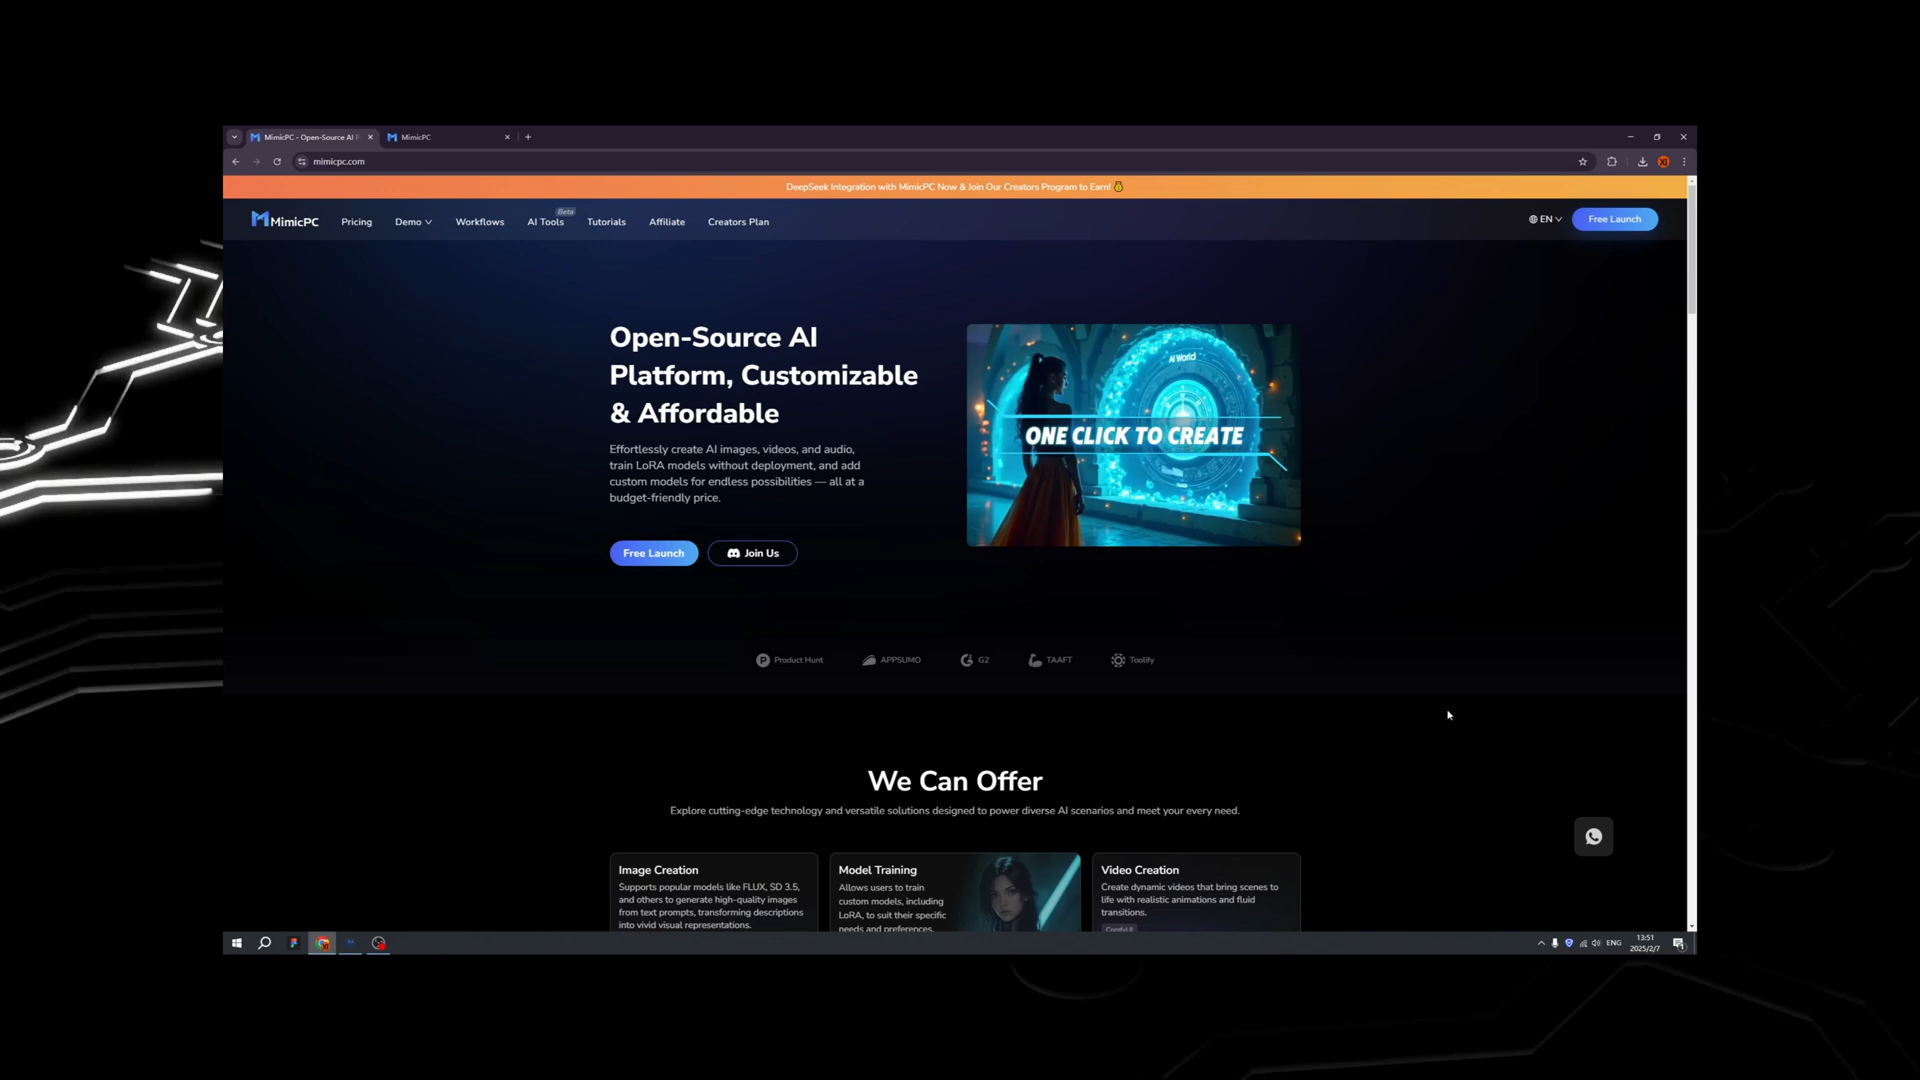 MimicPC - Open-Source AI P
MimicPC
mimicpc.com
DeepSeek Integration with MimicPC Now & Join Our Creators Program to Earn! 💰
MimicPC
Pricing
Demo
Workflows
AI Tools
Beta
Tutorials
Affiliate
Creators Plan
EN
Free Launch
Open-Source AI
Platform, Customizable
& Affordable
Effortlessly create AI images, videos, and audio,
train LoRA models without deployment, and add
custom models for endless possibilities — all at a
budget-friendly price.
Free Launch
Join Us
AI World
ONE CLICK TO CREATE
Product Hunt
APPSUMO
G2
TAAFT
Toolify
We Can Offer
Explore cutting-edge technology and versatile solutions designed to power diverse AI scenarios and meet your every need.
Image Creation
Supports popular models like FLUX, SD 3.5,
and others to generate high-quality images
from text prompts, transforming descriptions
into vivid visual representations.
Model Training
Allows users to train
custom models, including
LoRA, to suit their specific
needs and preferences.
Video Creation
Create dynamic videos that bring scenes to
life with realistic animations and fluid
transitions.
ComfyUI
ENG
13:51
2025/2/7